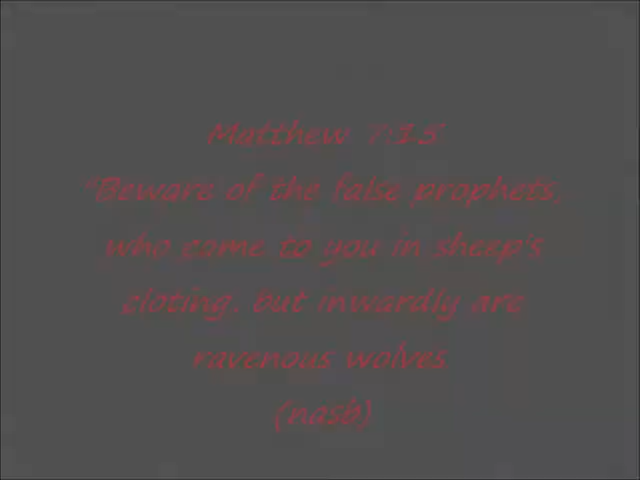 Matthew 7:15
"Beware of the false prophets,
who come to you in sheep's
cloting, but inwardly are
ravenous wolves
(nasb)